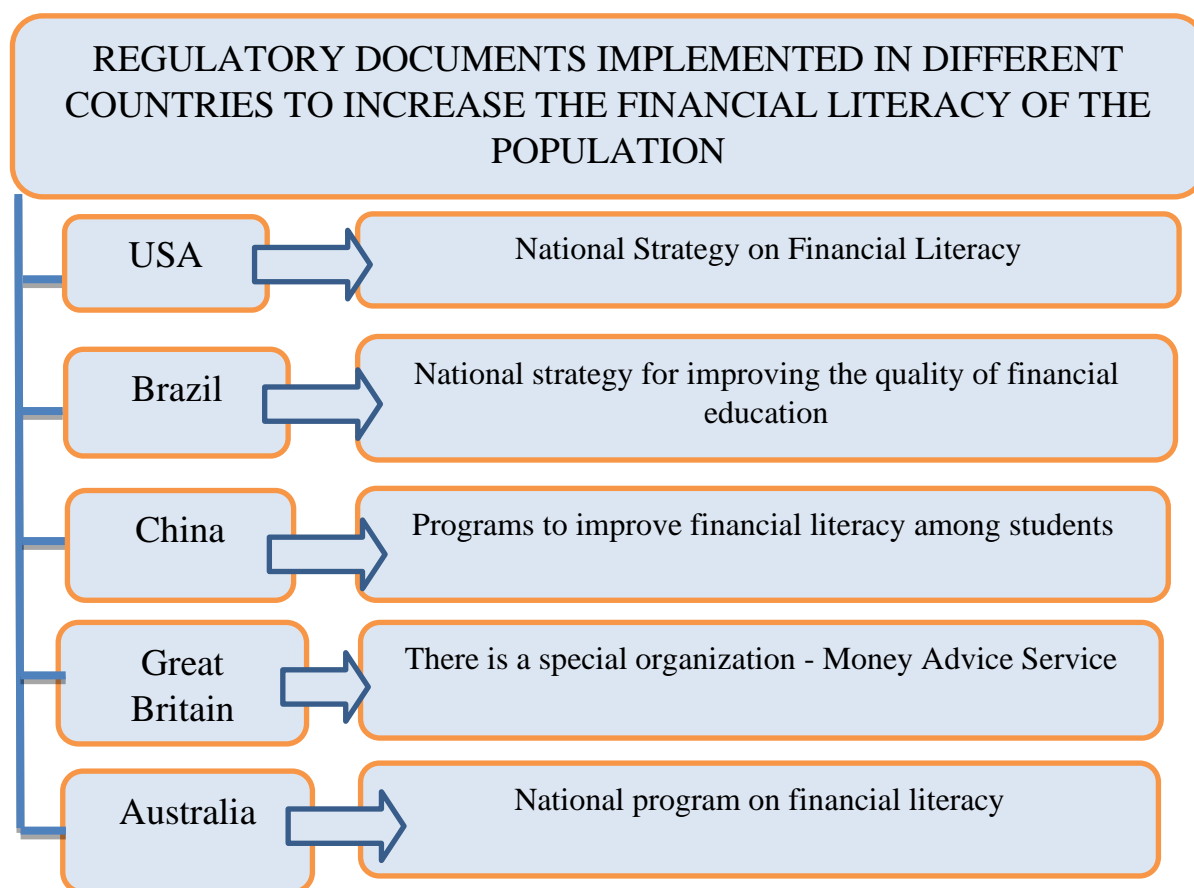 REGULATORY DOCUMENTS IMPLEMENTED IN DIFFERENT
COUNTRIES TO INCREASE THE FINANCIAL LITERACY OF THE
POPULATION
USA
National Strategy on Financial Literacy
Brazil
National strategy for improving the quality of financial
education
China
Programs to improve financial literacy among students
Great
Britain
There is a special organization - Money Advice Service
Australia
National program on financial literacy